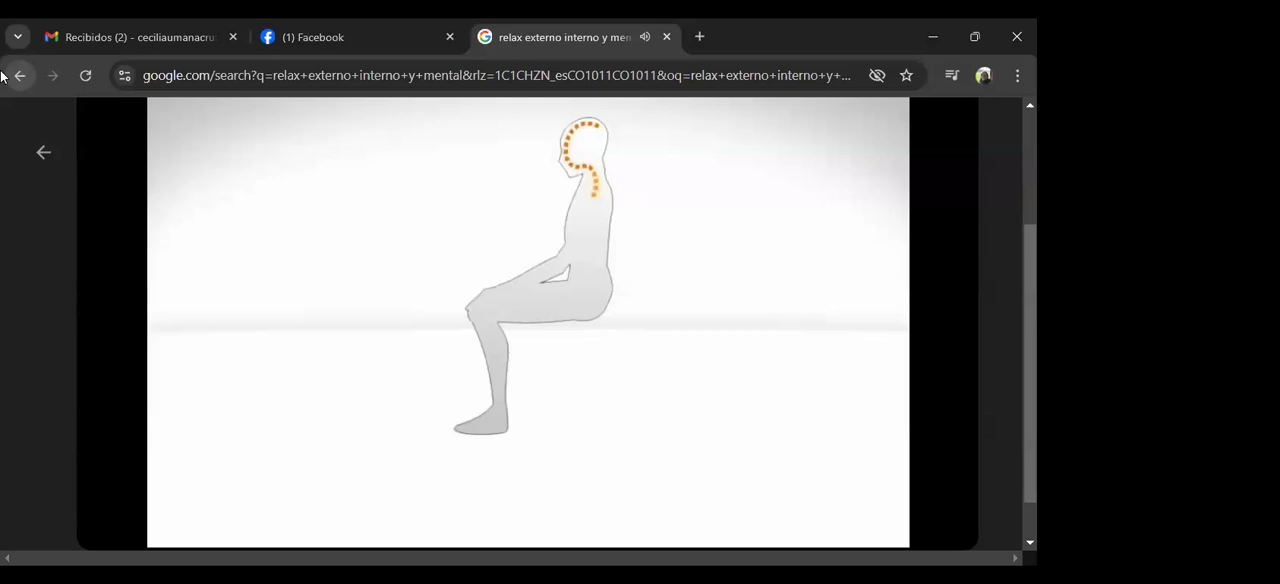 Recibidos (2) - ceciliaumanacru
(1) Facebook
relax externo interno y men
google.com/search?q=relax+externo+interno+y+mental&rlz=1C1CHZN_esCO1011CO1011&oq=relax+externo+interno+y+...